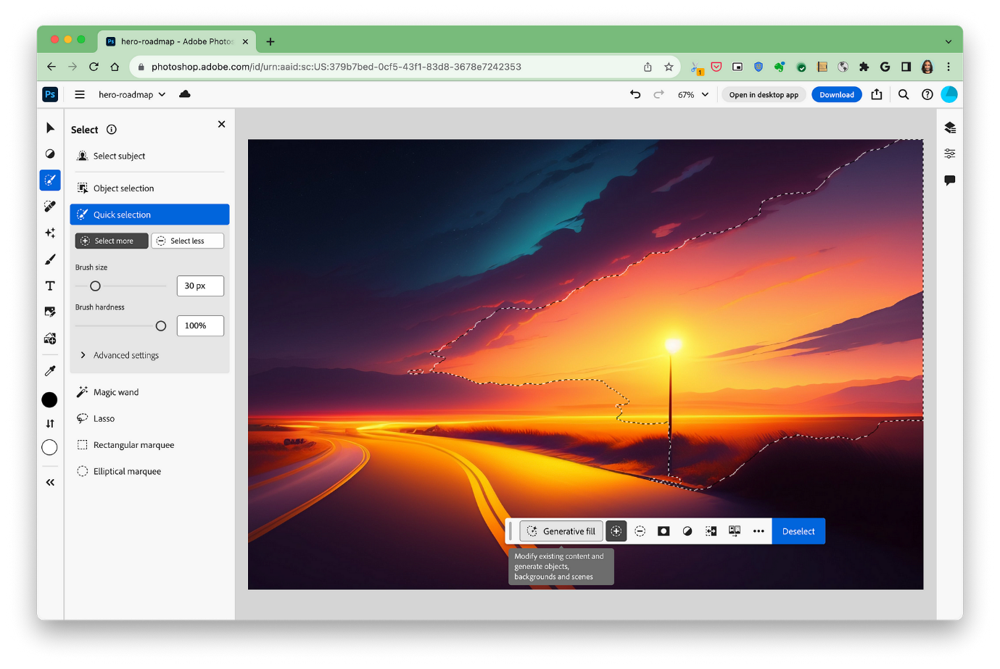 Ps hero-roadmap - Adobe Photos
photoshop.adobe.com/id/urn:aaid:sc:US:379b7bed-0cf5-43f1-83d8-3678e7242353
1
G
Ps hero-roadmap 67% Open in desktop app Download
Select
Select subject
Object selection
Quick selection
Select more Select less
Brush size
30 px
Brush hardness
100%
Advanced settings
Magic wand
Lasso
Rectangular marquee
Elliptical marquee
T
Generative fill Deselect
Modify existing content and
generate objects,
backgrounds and scenes